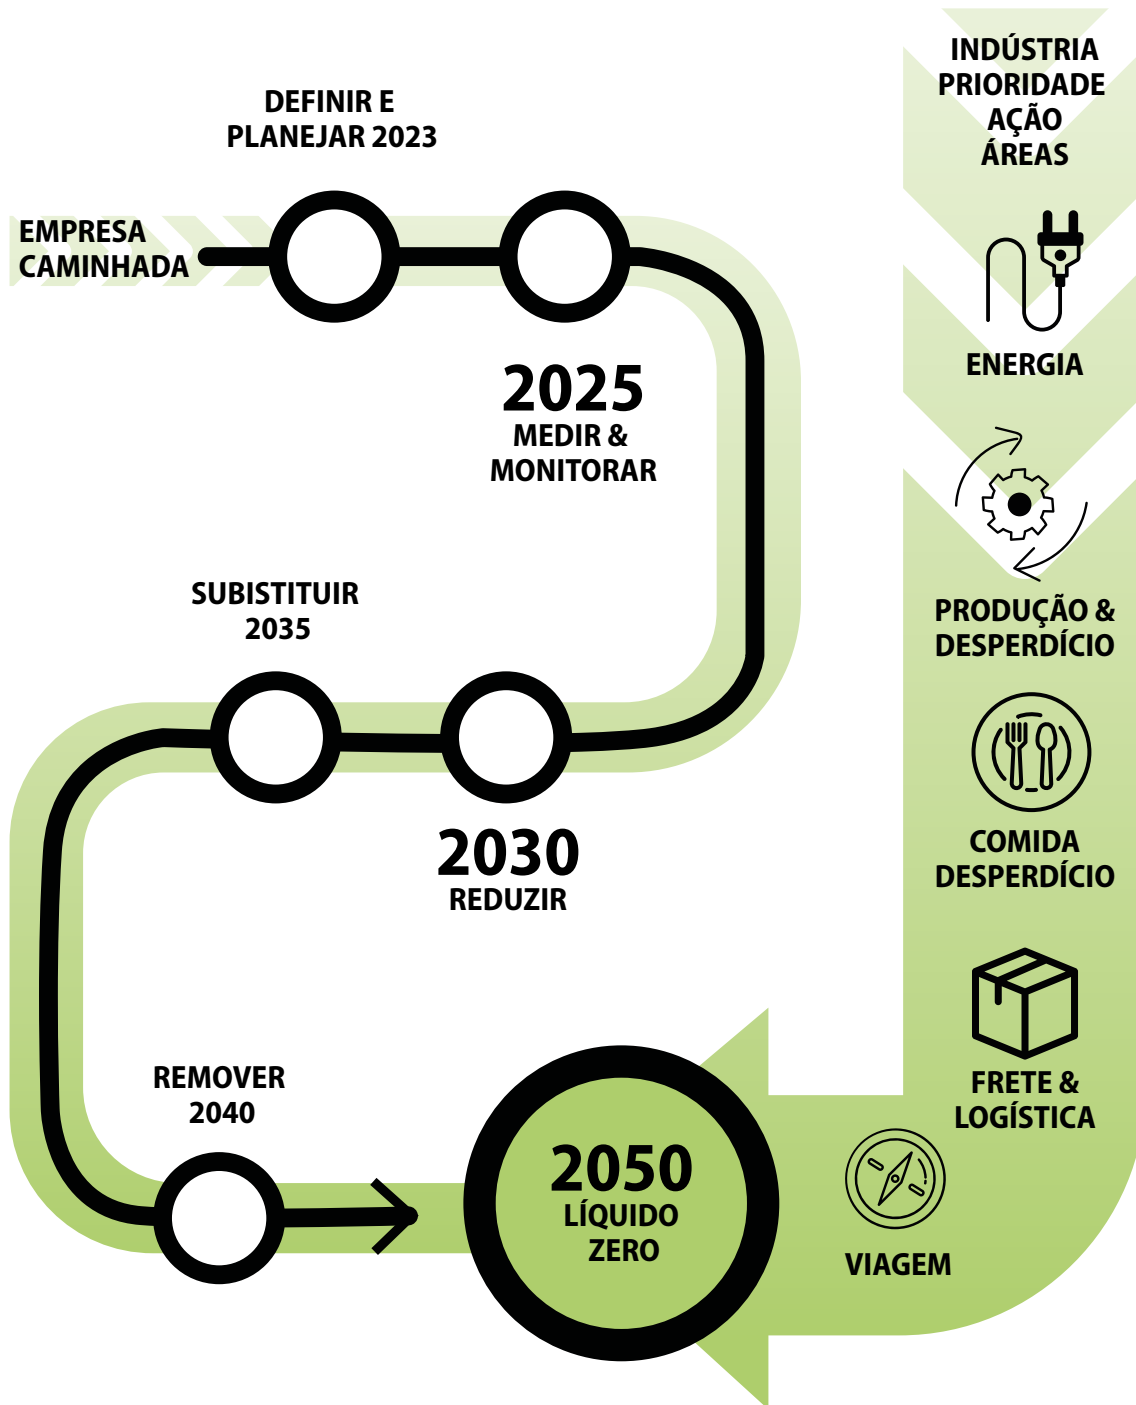 DEFINIR E
PLANEJAR 2023
EMPRESA
CAMINHADA
2025
MEDIR &
MONITORAR
SUBISTITUIR
2035
2030
REDUZIR
REMOVER
2040
2050
LÍQUIDO
ZERO
INDÚSTRIA
PRIORIDADE
AÇÃO
ÁREAS
ENERGIA
PRODUÇÃO &
DESPERDÍCIO
COMIDA
DESPERDÍCIO
FRETE &
LOGÍSTICA
VIAGEM